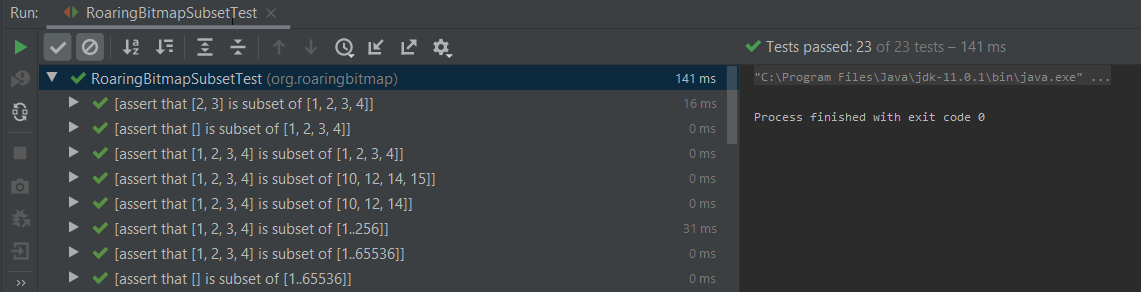 Run: RoaringBitmapSubsetTest ×
Tests passed: 23 of 23 tests – 141 ms
RoaringBitmapSubsetTest (org.roaringbitmap) 141 ms
"C:\Program Files\Java\jdk-11.0.1\bin\java.exe" ...
[assert that [2, 3] is subset of [1, 2, 3, 4]] 16 ms
[assert that [] is subset of [1, 2, 3, 4]] 0 ms
Process finished with exit code 0
[assert that [1, 2, 3, 4] is subset of [1, 2, 3, 4]] 0 ms
[assert that [1, 2, 3, 4] is subset of [10, 12, 14, 15]] 0 ms
[assert that [1, 2, 3, 4] is subset of [10, 12, 14]] 0 ms
[assert that [1, 2, 3, 4] is subset of [1..256]] 31 ms
[assert that [1, 2, 3, 4] is subset of [1..65536]] 0 ms
[assert that [] is subset of [1..65536]] 0 ms